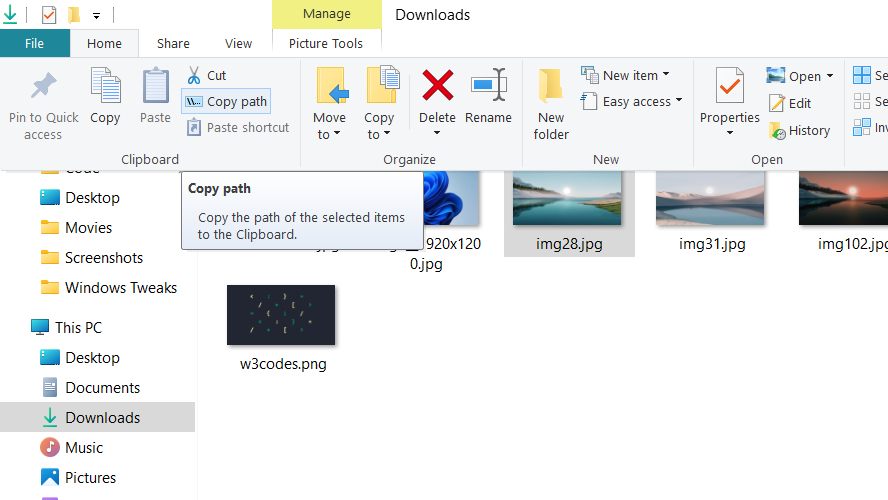 Manage
Downloads
File
Home
Share
View
Picture Tools
Pin to Quick
access
Copy
Paste
Cut
Copy path
Paste shortcut
Clipboard
Move
to
Copy
to
Delete
Rename
Organize
New
folder
New item
Easy access
New
Properties
Open
Edit
History
Open
Se
Se
Inv
Code
Desktop
Movies
Screenshots
Windows Tweaks
This PC
Desktop
Documents
Downloads
Music
Pictures
Copy path
Copy the path of the selected items
to the Clipboard.
920x120
0.jpg
img28.jpg
img31.jpg
img102.jpg
w3codes.png